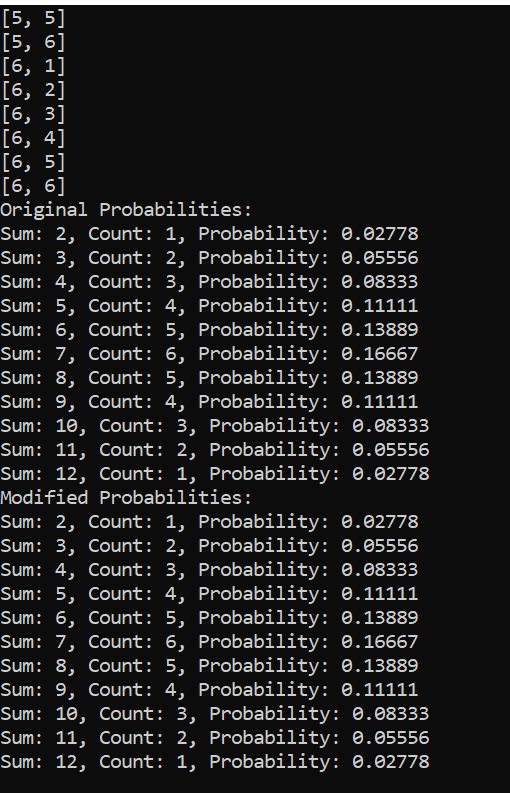 [5, 5]
[5, 6]
[6, 1]
[6, 2]
[6, 3]
[6, 4]
[6, 5]
[6, 6]
Original Probabilities:
Sum: 2, Count: 1, Probability: 0.02778
Sum: 3, Count: 2, Probability: 0.05556
Sum: 4, Count: 3, Probability: 0.08333
Sum: 5, Count: 4, Probability: 0.11111
Sum: 6, Count: 5, Probability: 0.13889
Sum: 7, Count: 6, Probability: 0.16667
Sum: 8, Count: 5, Probability: 0.13889
Sum: 9, Count: 4, Probability: 0.11111
Sum: 10, Count: 3, Probability: 0.08333
Sum: 11, Count: 2, Probability: 0.05556
Sum: 12, Count: 1, Probability: 0.02778
Modified Probabilities:
Sum: 2, Count: 1, Probability: 0.02778
Sum: 3, Count: 2, Probability: 0.05556
Sum: 4, Count: 3, Probability: 0.08333
Sum: 5, Count: 4, Probability: 0.11111
Sum: 6, Count: 5, Probability: 0.13889
Sum: 7, Count: 6, Probability: 0.16667
Sum: 8, Count: 5, Probability: 0.13889
Sum: 9, Count: 4, Probability: 0.11111
Sum: 10, Count: 3, Probability: 0.08333
Sum: 11, Count: 2, Probability: 0.05556
Sum: 12, Count: 1, Probability: 0.02778